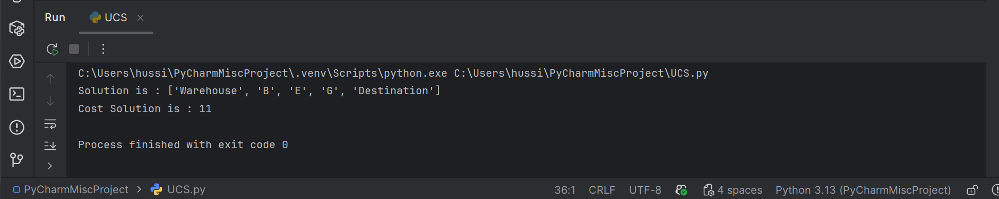 Run UCS
C:\Users\hussi\PyCharmMiscProject\.venv\Scripts\python.exe C:\Users\hussi\PyCharmMiscProject\UCS.py
Solution is : ['Warehouse', 'B', 'E', 'G', 'Destination']
Cost Solution is : 11
Process finished with exit code 0
PyCharmMiscProject > UCS.py 36:1 CRLF UTF-8 4 spaces Python 3.13 (PyCharmMiscProject)